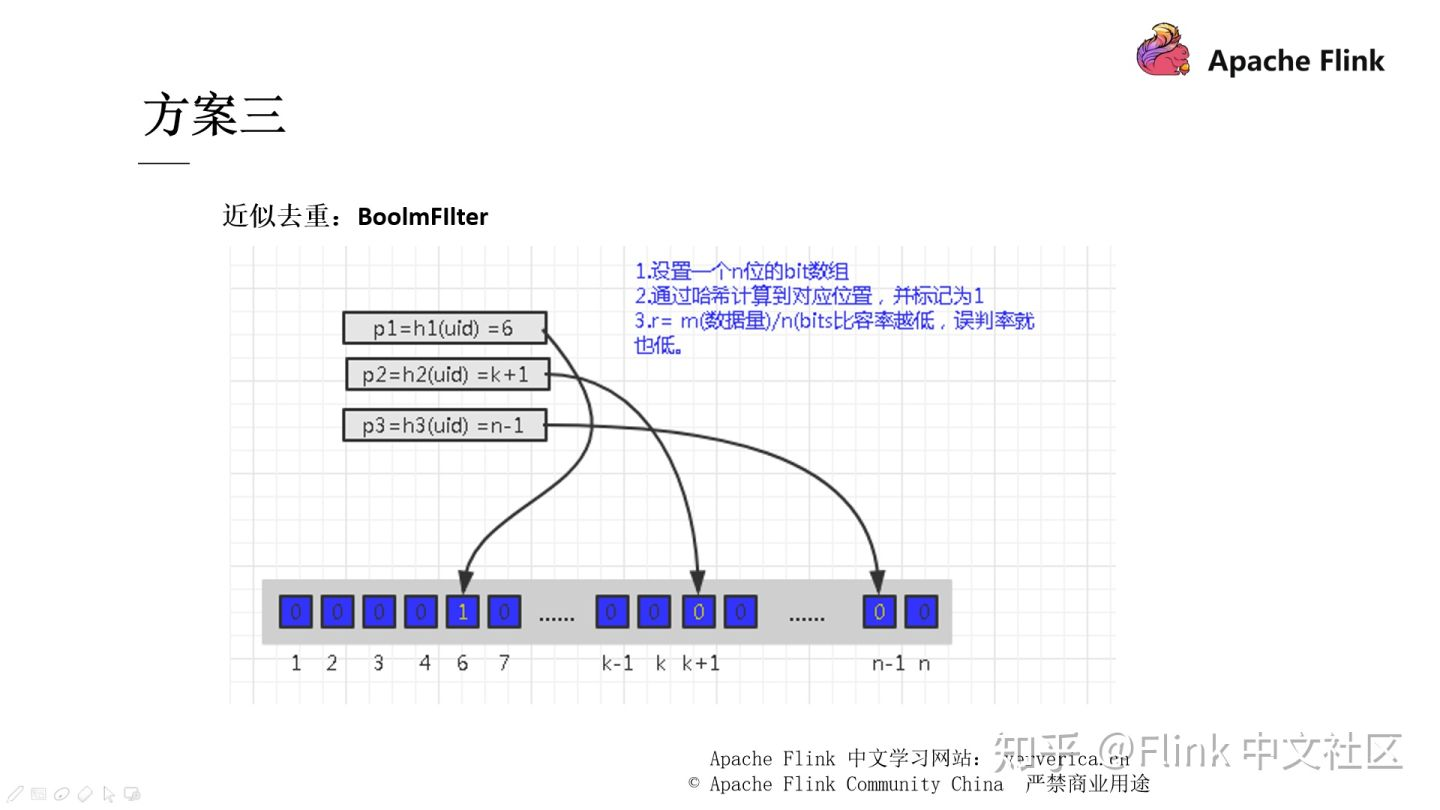 Apache Flink
方案三
近似去重：BoolmFIlter
1.设置一个n位的bit数组
2.通过哈希计算到对应位置，并标记为1
3.r= m(数据量)/n(bits比容率越低，误判率就
也低。
p1=h1(uid) =6
p2=h2(uid) =k+1
p3=h3(uid) =n-1
0 0 0 0 1 0 ...... 0 0 0 0 ...... 0 0
1 2 3 4 6 7 k-1 k k+1 n-1 n
Apache Flink 中文学习网站： ververica.cn
© Apache Flink Community China 严禁商业用途
知乎 @Flink 中文社区